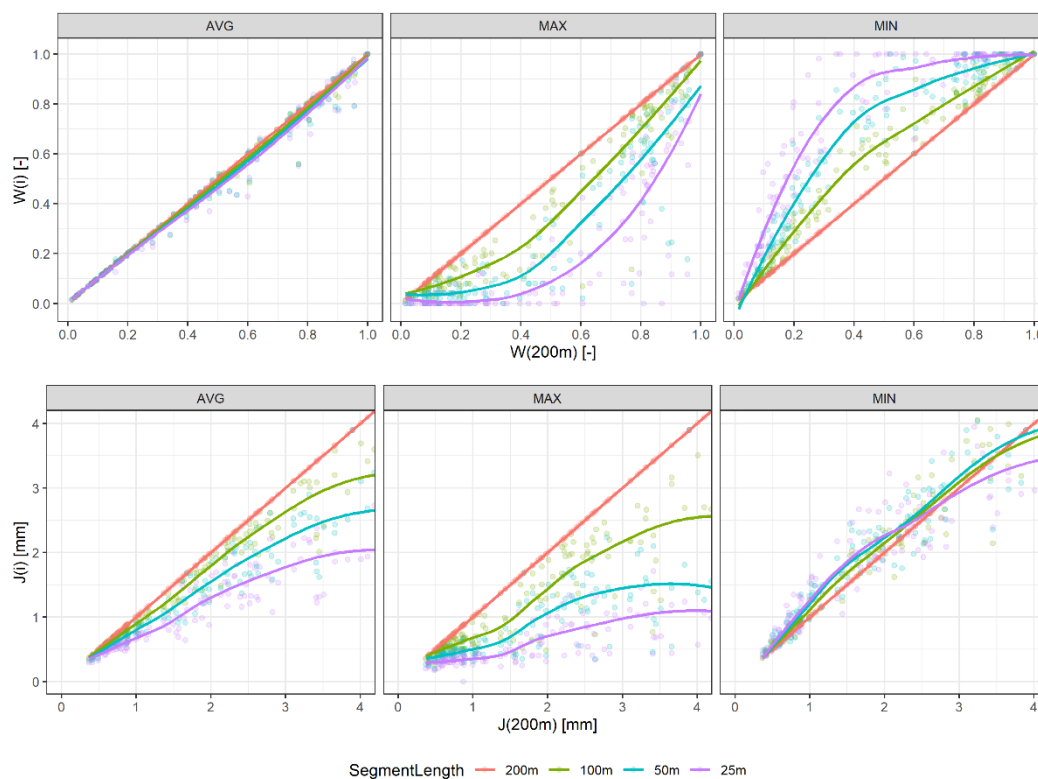 AVG MAX MIN
W(i) [-]
1.0
0.8
0.6
0.4
0.2
0.0
0.0 0.2 0.4 0.6 0.8 1.0 0.0 0.2 0.4 0.6 0.8 1.0 0.0 0.2 0.4 0.6 0.8 1.0
W(200m) [-]
AVG MAX MIN
J(i) [mm]
4
3
2
1
0
0 1 2 3 4 0 1 2 3 4 0 1 2 3 4
J(200m) [mm]
SegmentLength 200m 100m 50m 25m